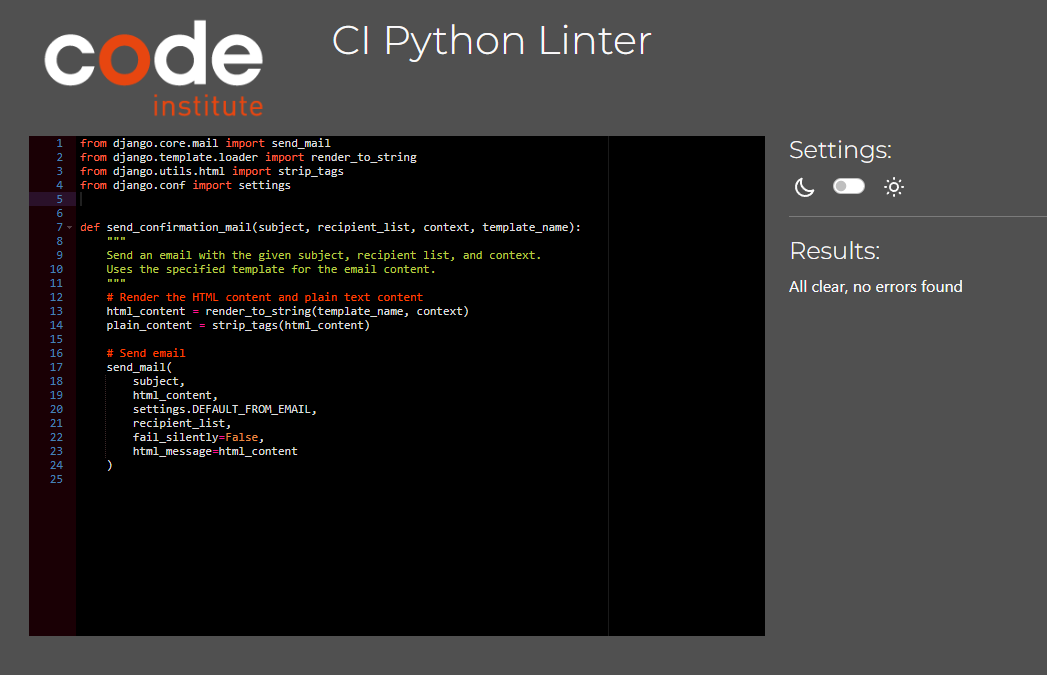 code
institute
CI Python Linter
1 from django.core.mail import send_mail
2 from django.template.loader import render_to_string
3 from django.utils.html import strip_tags
4 from django.conf import settings
5
6
7 def send_confirmation_mail(subject, recipient_list, context, template_name):
8     """
9     Send an email with the given subject, recipient list, and context.
10     Uses the specified template for the email content.
11     """
12     # Render the HTML content and plain text content
13     html_content = render_to_string(template_name, context)
14     plain_content = strip_tags(html_content)
15
16     # Send email
17     send_mail(
18         subject,
19         html_content,
20         settings.DEFAULT_FROM_EMAIL,
21         recipient_list,
22         fail_silently=False,
23         html_message=html_content
24     )
25
Settings:
Results:
All clear, no errors found